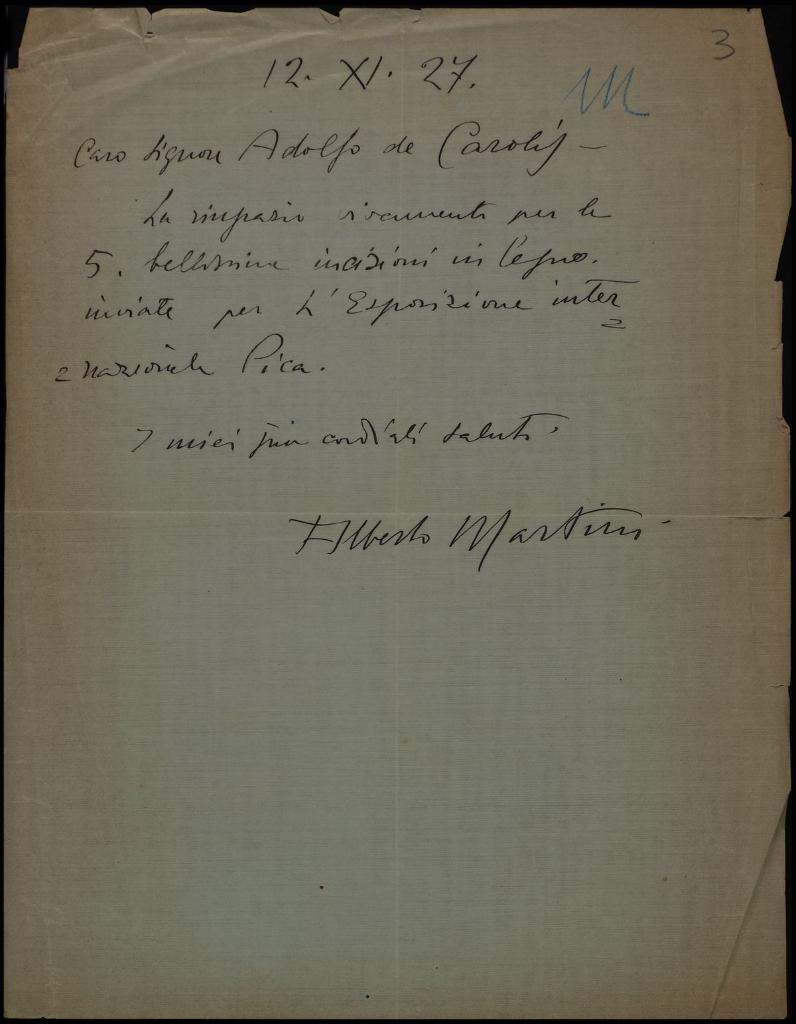 3
M
12. XI. 27.
Caro Signor Adolfo de Carolis –
La ringrazio vivamente per le
5. bellissime incisioni in legno.
inviate per L'Esposizione inter
= nazionale Pica.
I miei più cordiali saluti
Alberto Martini